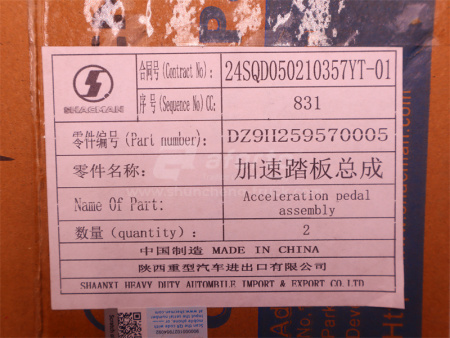 合同号(Contract No): 24SQD050210357YT-01
SHACMAN
序号(Sequence No)CC: 831
零件编号(Part number): DZ9H259570005
零件名称: 加速踏板总成
Name Of Part: Acceleration pedal
assembly
数量(quantity): 2
中国制造 MADE IN CHINA
陕西重型汽车进出口有限公司
SHAANXI HEAVY DUTY AUTOMBILE IMPORT & EXPORT CO.LTD